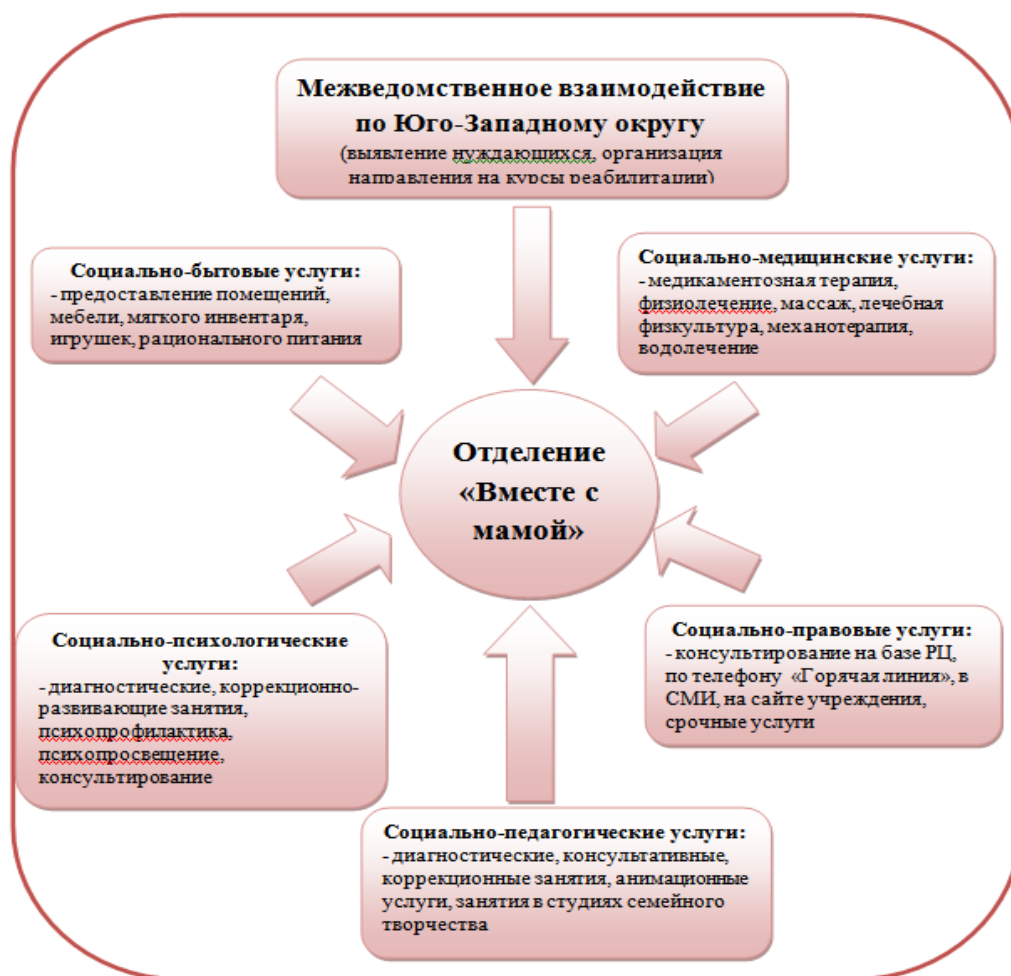 Межведомственное взаимодействие
по Юго-Западному округу
(выявление нуждающихся, организация
направления на курсы реабилитации)
Социально-бытовые услуги:
- предоставление помещений,
мебели, мягкого инвентаря,
игрушек, рационального питания
Социально-медицинские услуги:
- медикаментозная терапия,
физиолечение, массаж, лечебная
физкультура, механотерапия,
водолечение
Отделение
«Вместе с
мамой»
Социально-психологические
услуги:
- диагностические, коррекционно-
развивающие занятия,
психопрофилактика,
психопросвещение,
консультирование
Социально-правовые услуги:
- консультирование на базе РЦ,
по телефону «Горячая линия», в
СМИ, на сайте учреждения,
срочные услуги
Социально-педагогические услуги:
- диагностические, консультативные,
коррекционные занятия, анимационные
услуги, занятия в студиях семейного
творчества